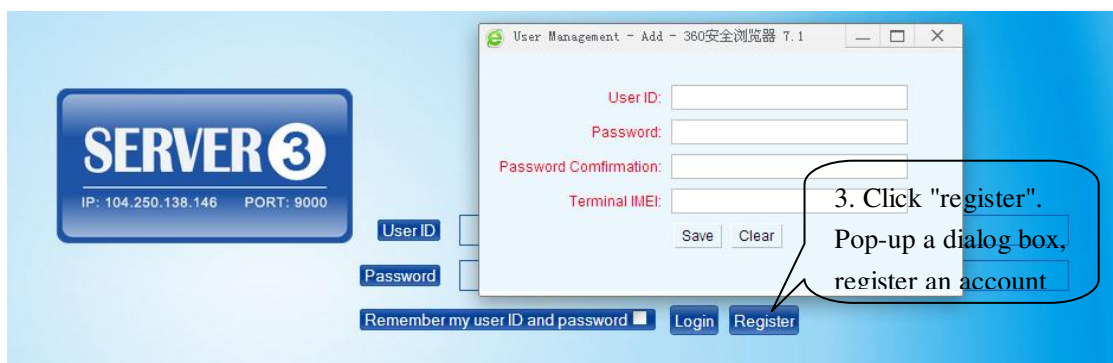 User Management - Add - 360安全浏览器 7.1
User ID:
Password:
Password Comfirmation:
Terminal IMEI:
Save Clear
SERVER 3
IP: 104.250.138.146 PORT: 9000
3. Click "register".
Pop-up a dialog box,
register an account
User ID
Password
Remember my user ID and password Login Register